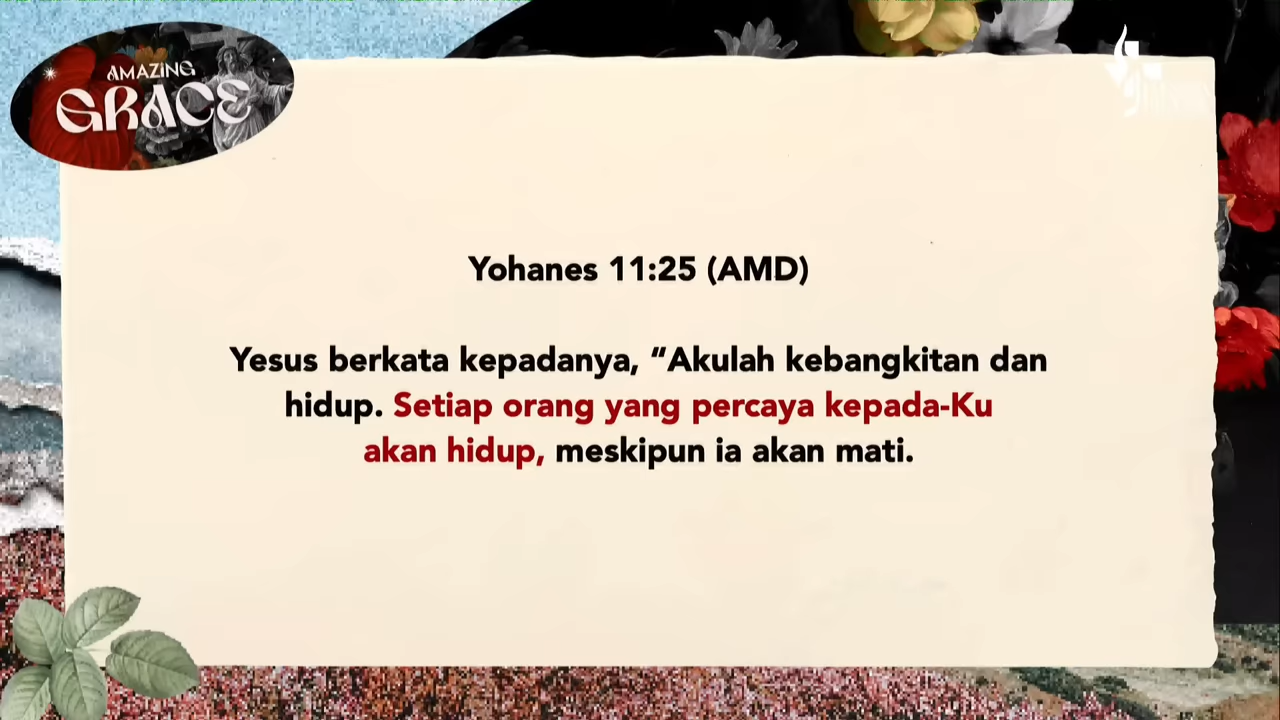 AMAZING
GRACE
Yohanes 11:25 (AMD)
Yesus berkata kepadanya, “Akulah kebangkitan dan
hidup. Setiap orang yang percaya kepada-Ku
akan hidup, meskipun ia akan mati.